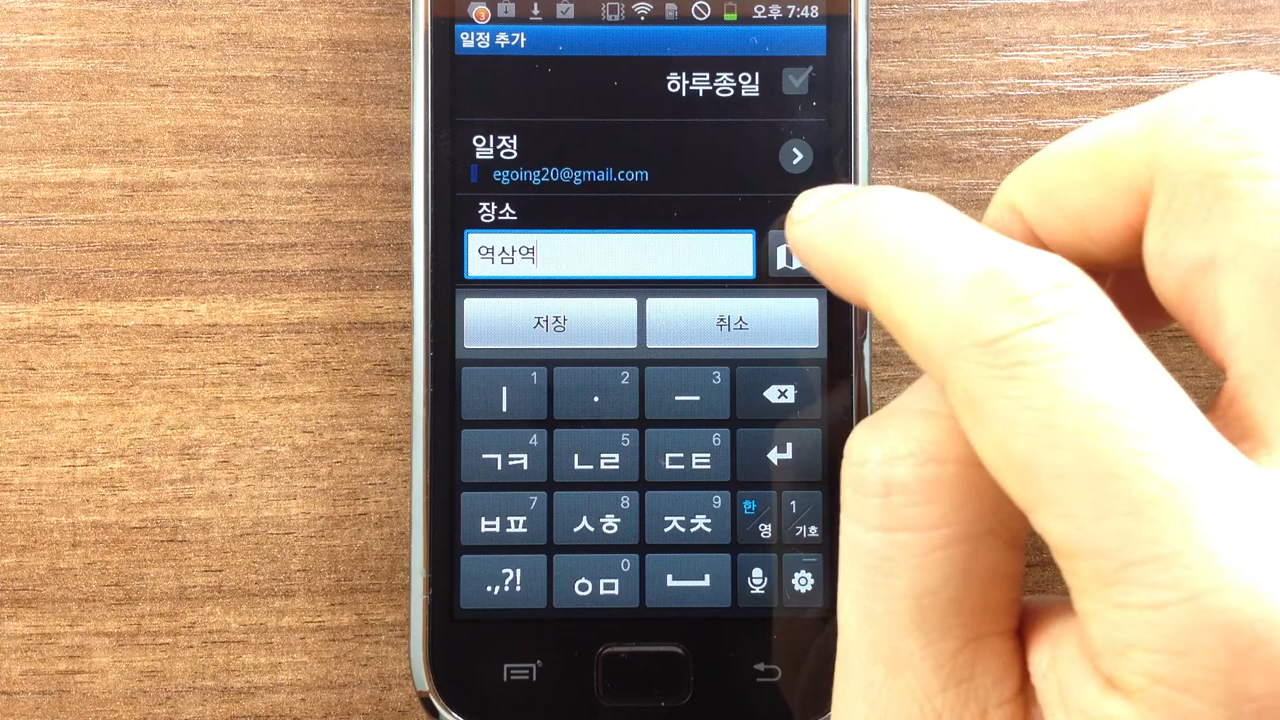 3 오후 7:48
일정 추가
하루종일
일정
egoing20@gmail.com
장소
역삼역
저장 취소
ㅣ 1 · 2 ㅡ 3
ㄱㅋ 4 ㄴㄹ 5 ㄷㅌ 6
ㅂㅍ 7 ㅅㅎ 8 ㅈㅊ 9 한/영 1/기호
.,?! ㅇㅁ 0